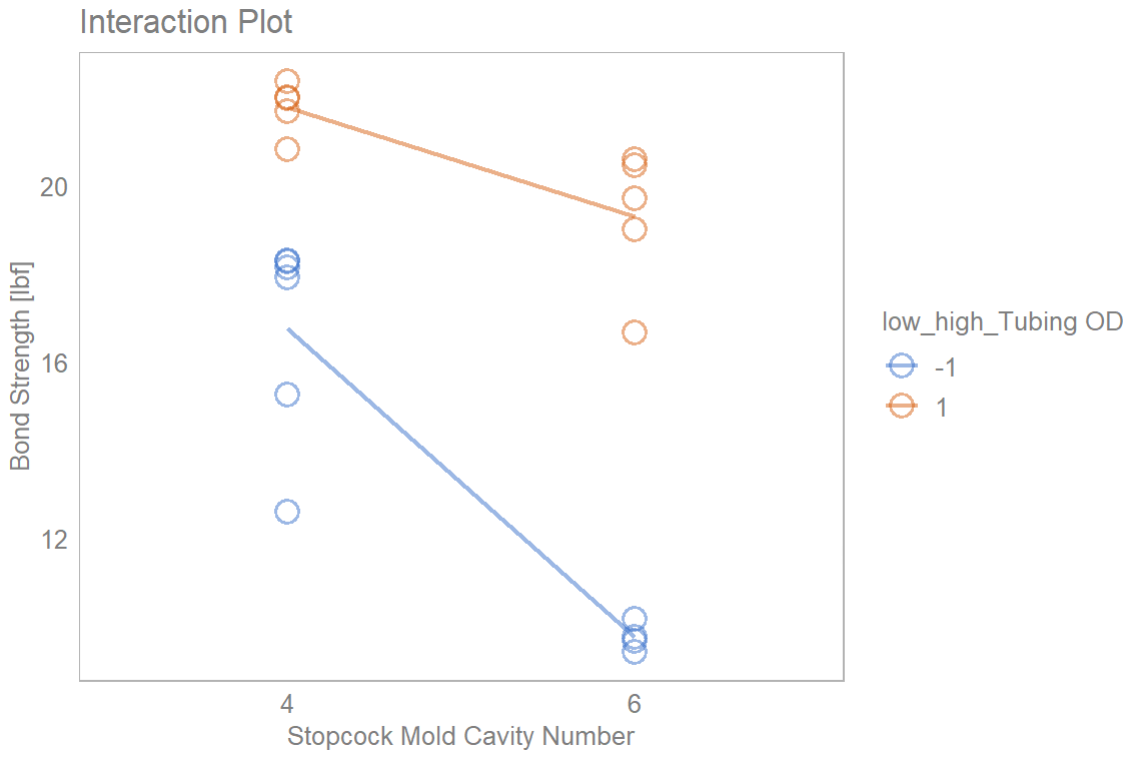 Interaction Plot
Bond Strength [lbf]
20
16
12
4
6
Stopcock Mold Cavity Number
low_high_Tubing OD
-1
1